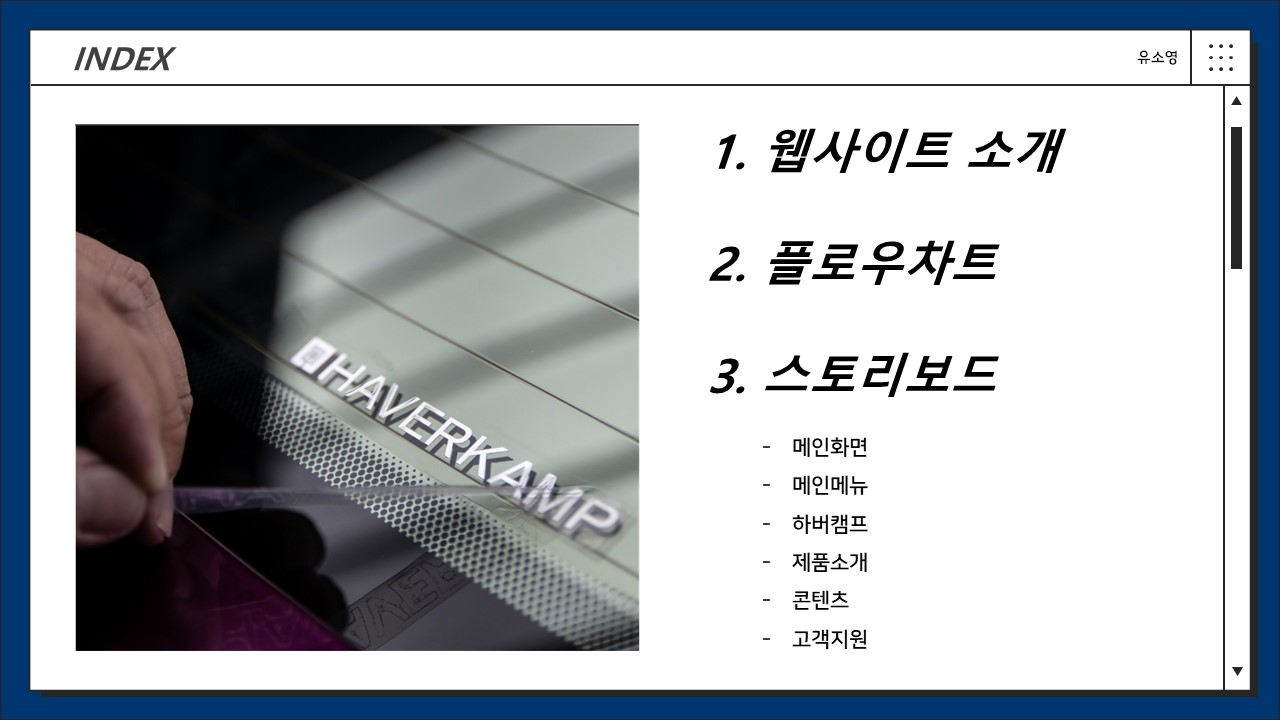 INDEX
유소영
HAVERKAMP
1. 웹사이트 소개
2. 플로우차트
3. 스토리보드
- 메인화면
- 메인메뉴
- 하버캠프
- 제품소개
- 콘텐츠
- 고객지원